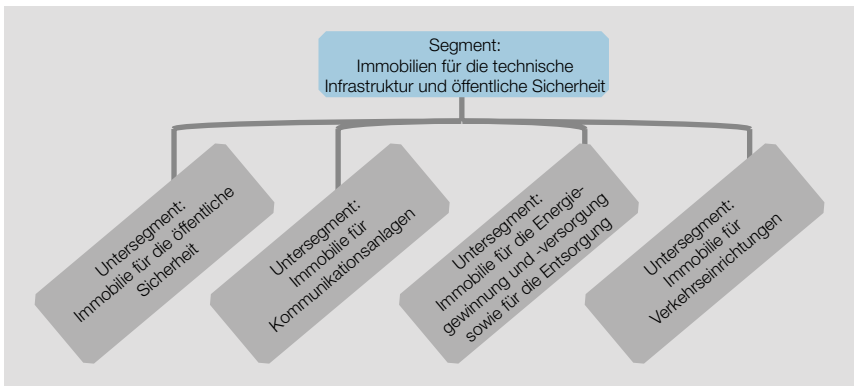 Segment:
Immobilien für die technische
Infrastruktur und öffentliche Sicherheit
Untersegment:
Immobilie für die öffentliche
Sicherheit
Untersegment:
Immobilie für
Kommunikationsanlagen
Untersegment:
Immobilie für die Energie-
gewinnung und -versorgung
sowie für die Entsorgung
Untersegment:
Immobilie für
Verkehrseinrichtungen